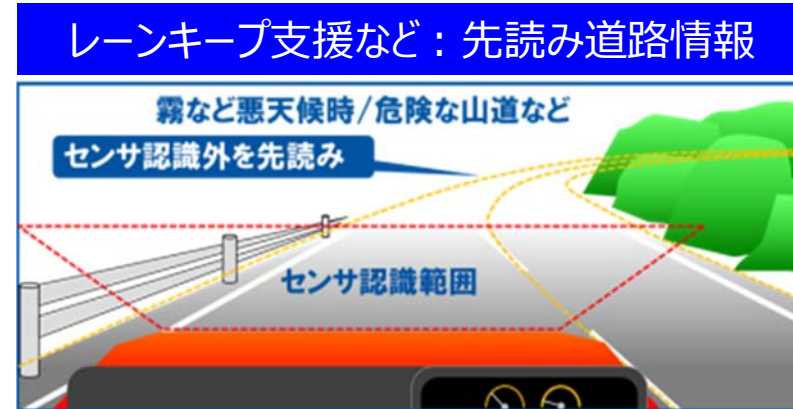 レーンキープ支援など：先読み道路情報
霧など悪天候時/危険な山道など
センサ認識外を先読み
センサ認識範囲